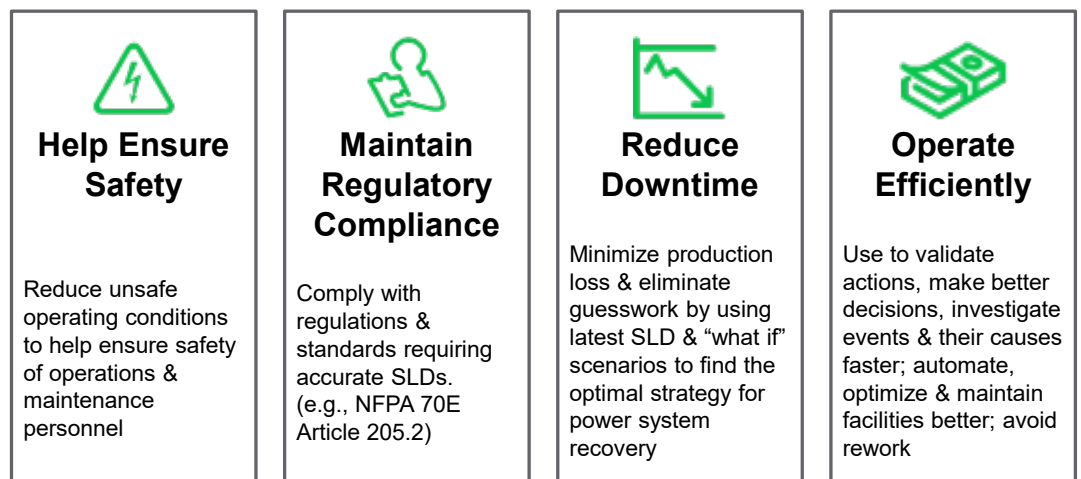 Help Ensure
Safety
Reduce unsafe
operating conditions
to help ensure safety
of operations &
maintenance
personnel
Maintain
Regulatory
Compliance
Comply with
regulations &
standards requiring
accurate SLDs.
(e.g., NFPA 70E
Article 205.2)
Reduce
Downtime
Minimize production
loss & eliminate
guesswork by using
latest SLD & “what if”
scenarios to find the
optimal strategy for
power system
recovery
Operate
Efficiently
Use to validate
actions, make better
decisions, investigate
events & their causes
faster; automate,
optimize & maintain
facilities better; avoid
rework